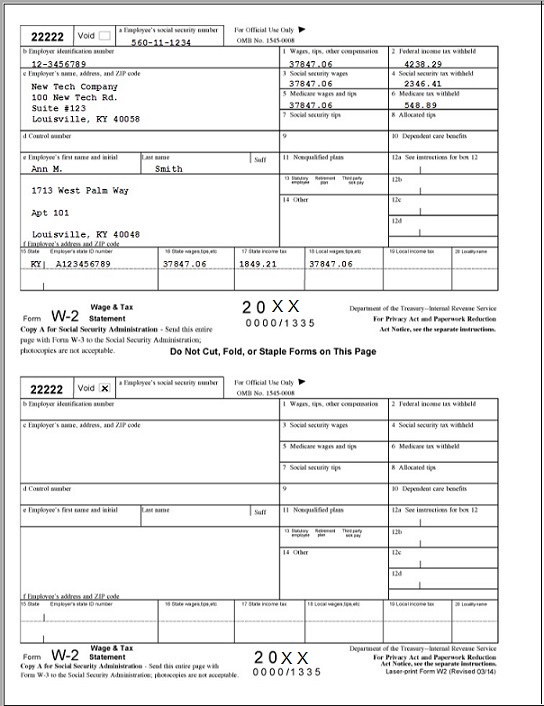 22222 Void a Employee's social security number For Official Use Only ►
560-11-1234 OMB No. 1545-0008
b Employer identification number 1 Wages, tips, other compensation 2 Federal income tax withheld
12-3456789 37847.06 4238.29
c Employer's name, address, and ZIP code 3 Social security wages 4 Social security tax withheld
37847.06 2346.41
New Tech Company
100 New Tech Rd. 5 Medicare wages and tips 6 Medicare tax withheld
Suite #123 37847.06 548.89
Louisville, KY 40058 7 Social security tips 8 Allocated tips
d Control number 9 10 Dependent care benefits
e Employee's first name and initial Last name Suff 11 Nonqualified plans 12a See instructions for box 12
Ann M. Smith
13 Statutory employee Retirement plan Third party sick pay 12b
1713 West Palm Way
14 Other 12c
Apt 101
12d
Louisville, KY 40048
f Employee's address and ZIP code
15 State Employer's state ID number 16 State wages,tips,etc 17 State income tax 18 Local wages,tips,etc 19 Local income tax 20 Locality name
KY| A123456789 37847.06 1849.21 37847.06
Form W-2 Wage & Tax Statement 20XX Department of the Treasury--Internal Revenue Service
0000/1335 For Privacy Act and Paperwork Reduction
Copy A for Social Security Administration - Send this entire Act Notice, see the separate instructions.
page with Form W-3 to the Social Security Administration;
photocopies are not acceptable. Do Not Cut, Fold, or Staple Forms on This Page
22222 Void X a Employee's social security number For Official Use Only ►
OMB No. 1545-0008
b Employer identification number 1 Wages, tips, other compensation 2 Federal income tax withheld
c Employer's name, address, and ZIP code 3 Social security wages 4 Social security tax withheld
5 Medicare wages and tips 6 Medicare tax withheld
7 Social security tips 8 Allocated tips
d Control number 9 10 Dependent care benefits
e Employee's first name and initial Last name Suff 11 Nonqualified plans 12a See instructions for box 12
13 Statutory employee Retirement plan Third party sick pay 12b
14 Other 12c
12d
f Employee's address and ZIP code
15 State Employer's state ID number 16 State wages,tips,etc 17 State income tax 18 Local wages,tips,etc 19 Local income tax 20 Locality name
Form W-2 Wage & Tax Statement 20XX Department of the Treasury--Internal Revenue Service
0000/1335 For Privacy Act and Paperwork Reduction
Copy A for Social Security Administration - Send this entire page with Act Notice, see the separate instructions.
Form W-3 to the Social Security Administration; photocopies are not acceptable. Laser-print Form W2 (Revised 03/14)